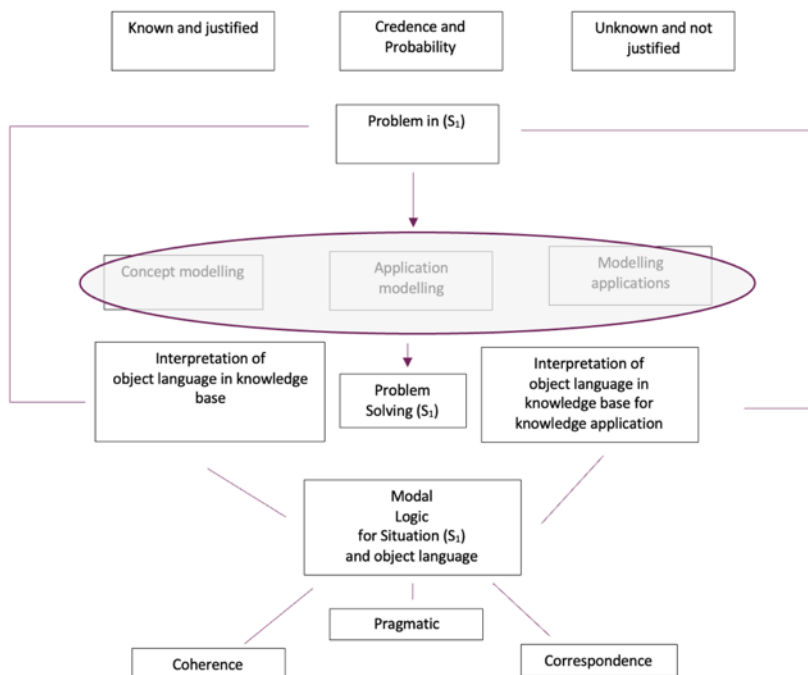 Known and justified
Credence and
Probability
Unknown and not
justified
Problem in (S₁)
Concept modelling
Application
modelling
Modelling
applications
Interpretation of
object language in knowledge
base
Problem
Solving (S₁)
Interpretation of
object language in
knowledge base for
knowledge application
Modal
Logic
for Situation (S₁)
and object language
Pragmatic
Coherence
Correspondence